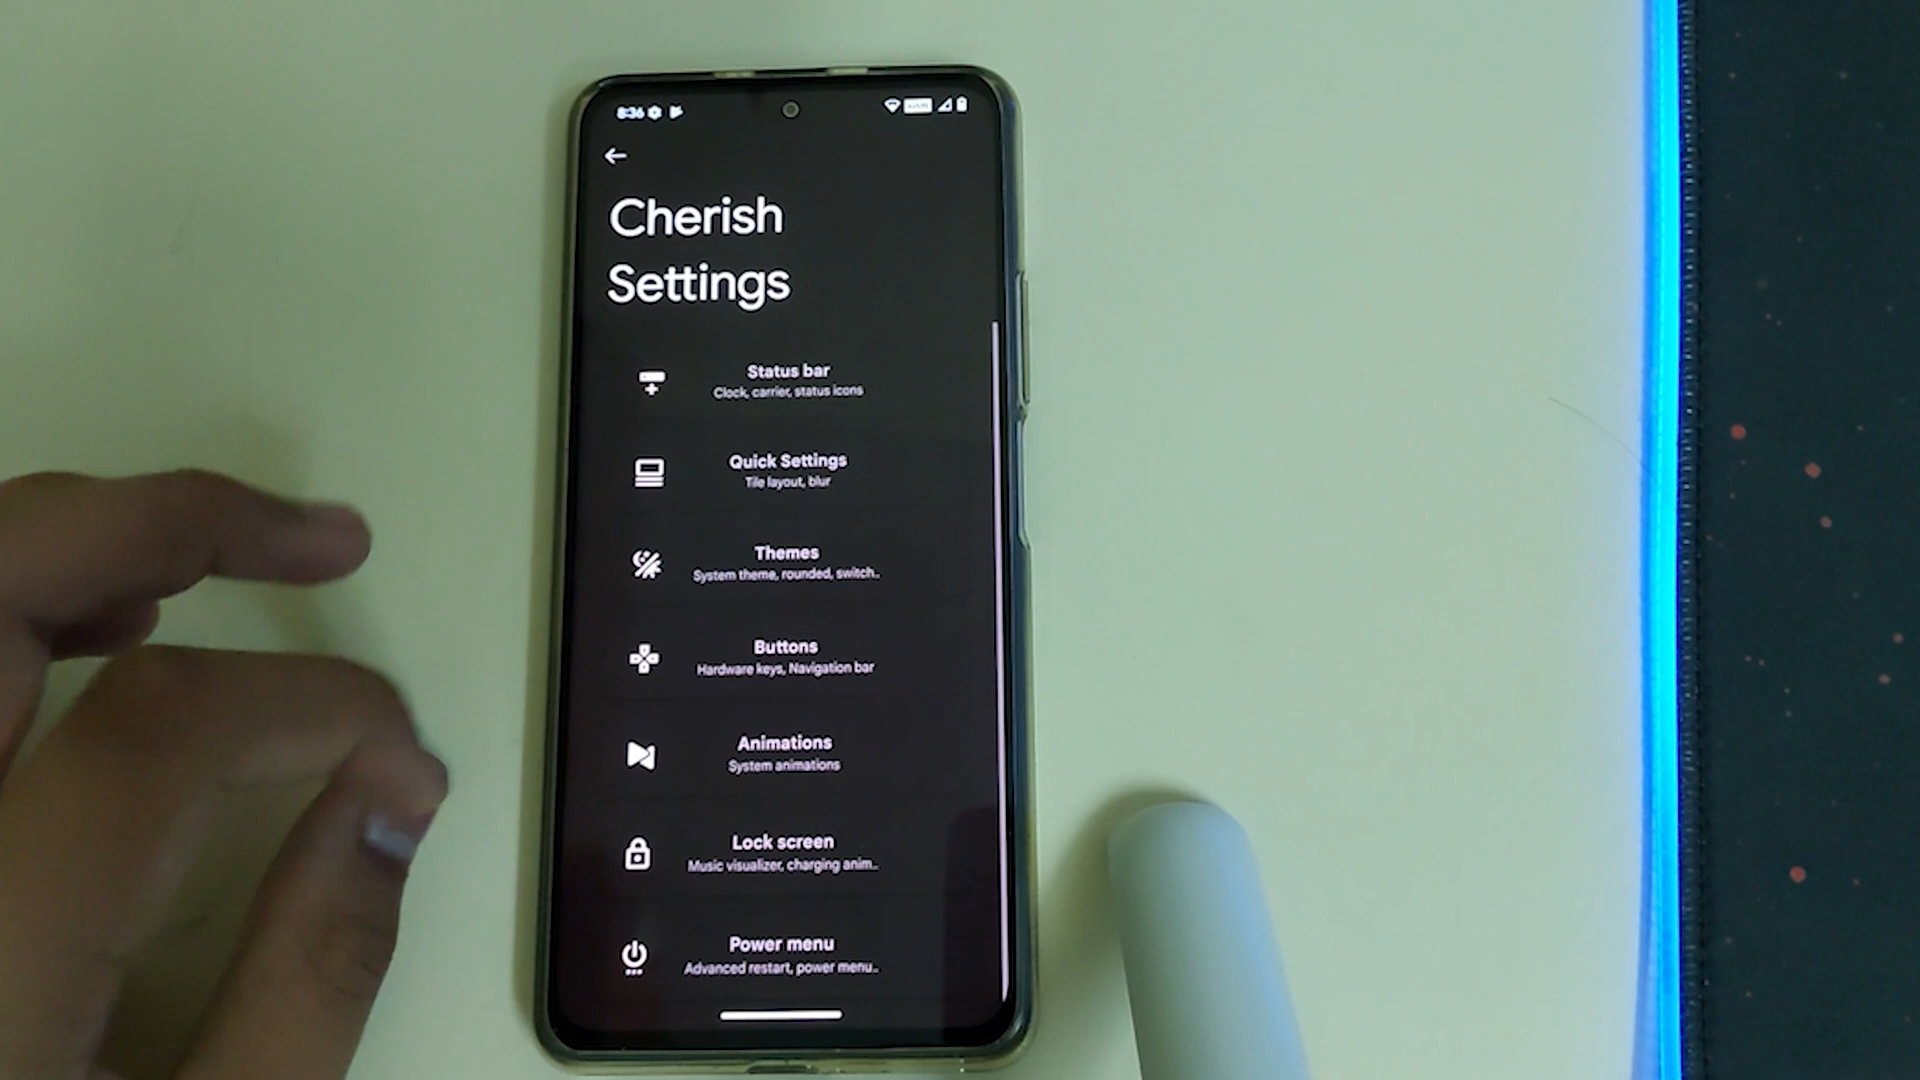 8:36
Cherish
Settings
Status bar
Clock, carrier, status icons
Quick Settings
Tile layout, blur
Themes
System theme, rounded, switch..
Buttons
Hardware keys, Navigation bar
Animations
System animations
Lock screen
Music visualizer, charging anim..
Power menu
Advanced restart, power menu..